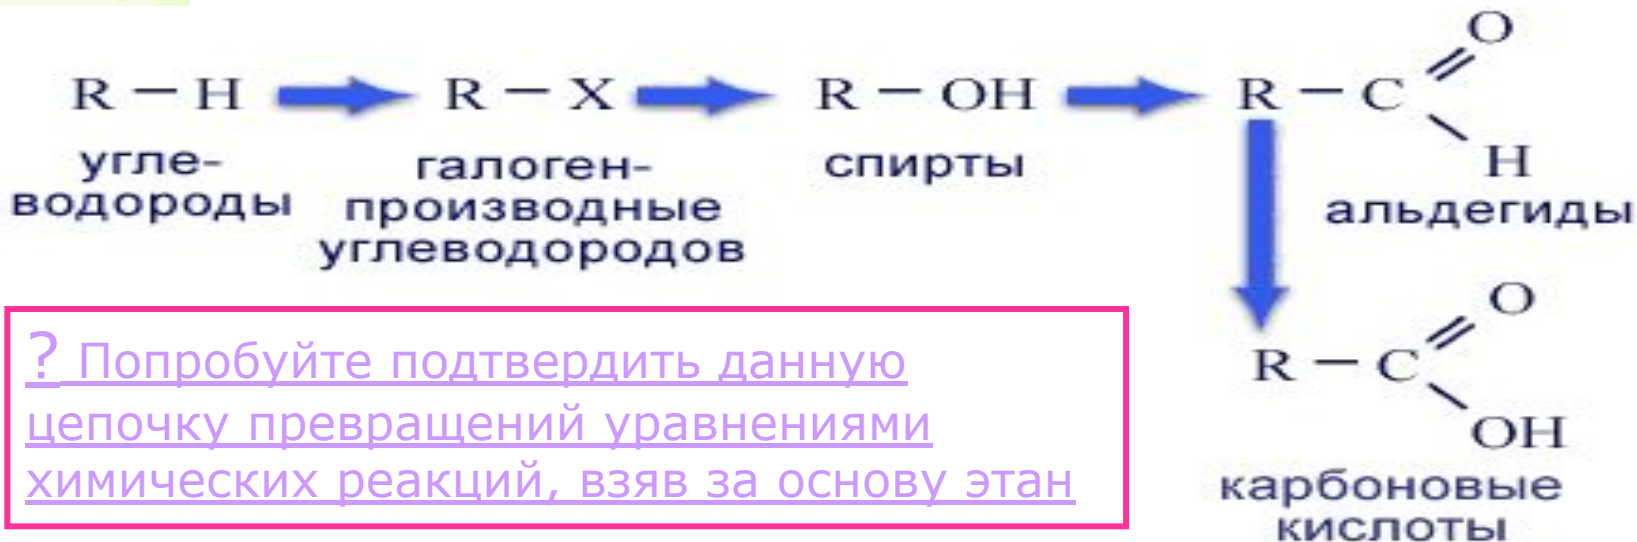 R – H → R – X → R – OH → R – C
O
H
угле-
водороды
галоген-
производные
углеводородов
спирты
альдегиды
? Попробуйте подтвердить данную
цепочку превращений уравнениями
химических реакций, взяв за основу этан
O
R – C
OH
карбоновые
кислоты